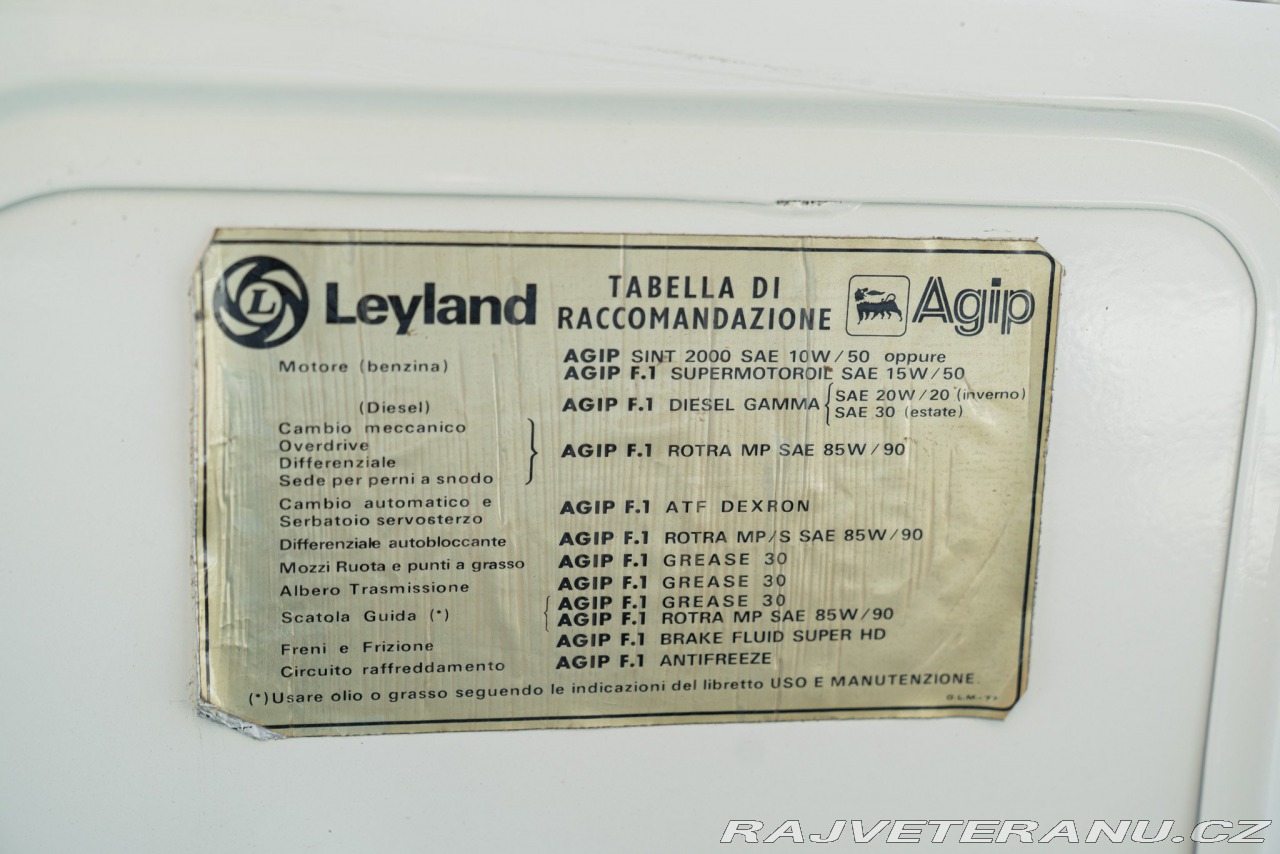 L Leyland TABELLA DI RACCOMANDAZIONE Agip
Motore (benzina) AGIP SINT 2000 SAE 10W/50 oppure
AGIP F.1 SUPERMOTOROIL SAE 15W/50
(Diesel) AGIP F.1 DIESEL GAMMA { SAE 20W/20 (inverno)
SAE 30 (estate)
Cambio meccanico
Overdrive
Differenziale
Sede per perni a snodo } AGIP F.1 ROTRA MP SAE 85W/90
Cambio automatico e
Serbatoio servosterzo AGIP F.1 ATF DEXRON
Differenziale autobloccante AGIP F.1 ROTRA MP/S SAE 85W/90
Mozzi Ruota e punti a grasso AGIP F.1 GREASE 30
Albero Trasmissione AGIP F.1 GREASE 30
Scatola Guida (*) { AGIP F.1 GREASE 30
AGIP F.1 ROTRA MP SAE 85W/90
Freni e Frizione AGIP F.1 BRAKE FLUID SUPER HD
Circuito raffreddamento AGIP F.1 ANTIFREEZE
(*) Usare olio o grasso seguendo le indicazioni del libretto USO E MANUTENZIONE.
RAJVETERANU.CZ